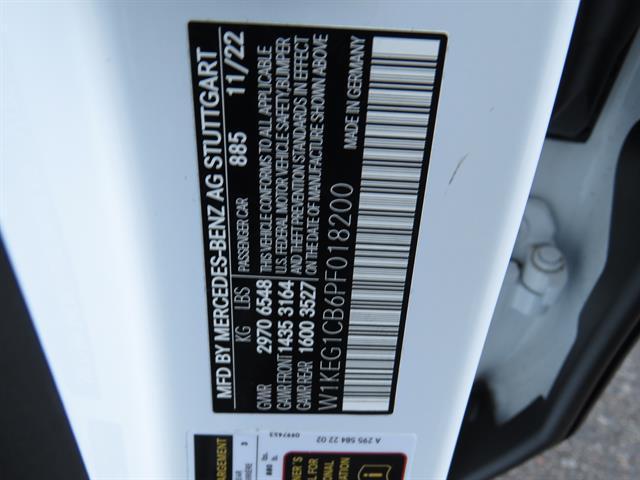 MFD BY MERCEDES-BENZ AG STUTTGART
885 11/22
KG LBS PASSENGER CAR
GVWR 2970 6548 THIS VEHICLE CONFORMS TO ALL APPLICABLE
GAWR FRONT 1435 3164 U.S. FEDERAL MOTOR VEHICLE SAFETY,BUMPER
GAWR REAR 1600 3527 AND THEFT PREVENTION STANDARDS IN EFFECT
ON THE DATE OF MANUFACTURE SHOWN ABOVE
W1KEG1CB6PF018200 MADE IN GERMANY
A 295 584 22 02